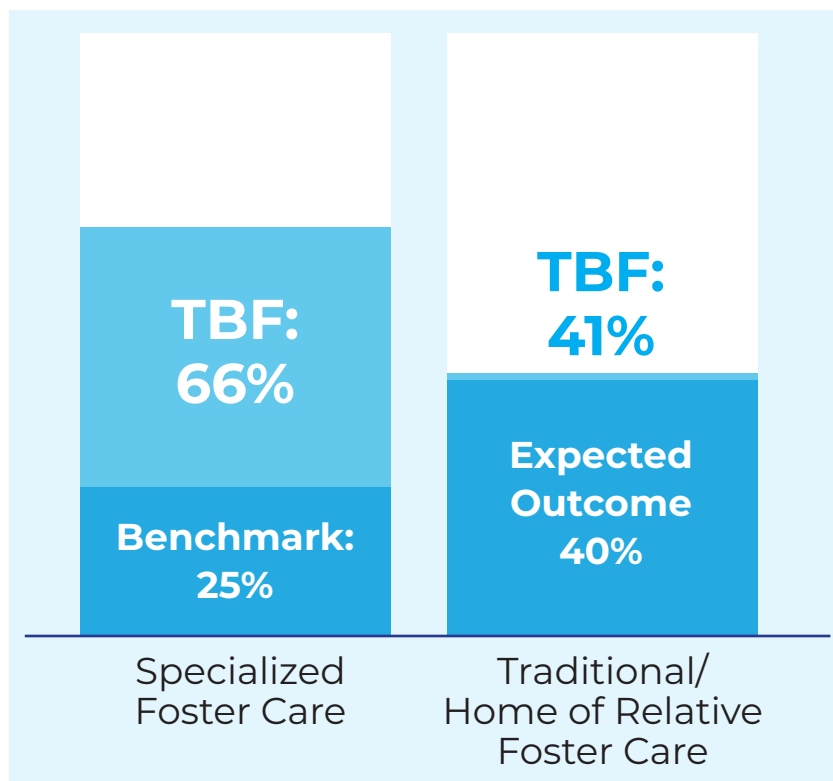 TBF:
66%
Benchmark:
25%
Specialized
Foster Care
TBF:
41%
Expected
Outcome
40%
Traditional/
Home of Relative
Foster Care